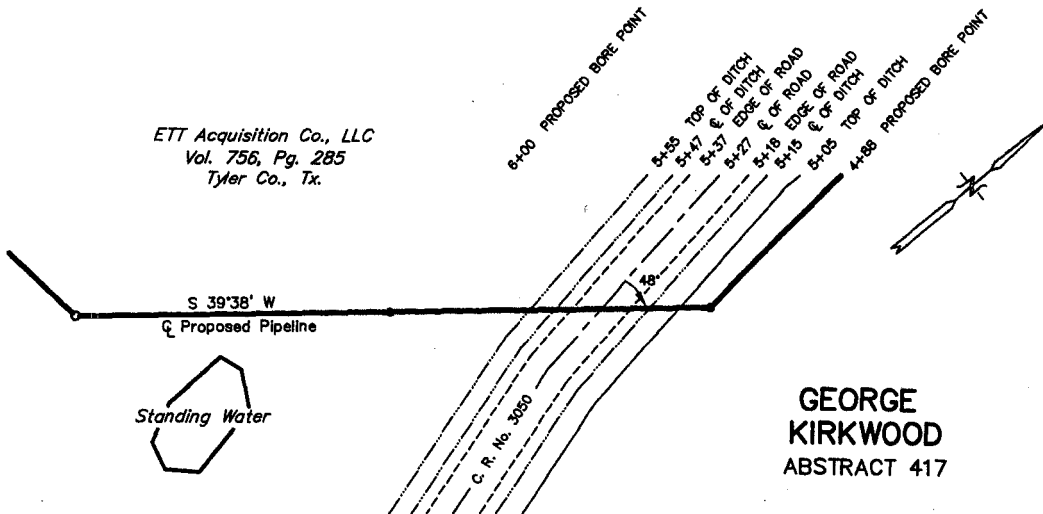 6+00 PROPOSED BORE POINT
5+55 TOP OF DITCH
5+47 ℄ OF DITCH
5+37 EDGE OF ROAD
5+27 ℄ OF ROAD
5+18 EDGE OF ROAD
5+15 ℄ OF DITCH
5+05 TOP OF DITCH
4+88 PROPOSED BORE POINT
ETT Acquisition Co., LLC
Vol. 756, Pg. 285
Tyler Co., Tx.
N
48°
S 39°38' W
℄ Proposed Pipeline
Standing Water
C. R. No. 3050
GEORGE
KIRKWOOD
ABSTRACT 417